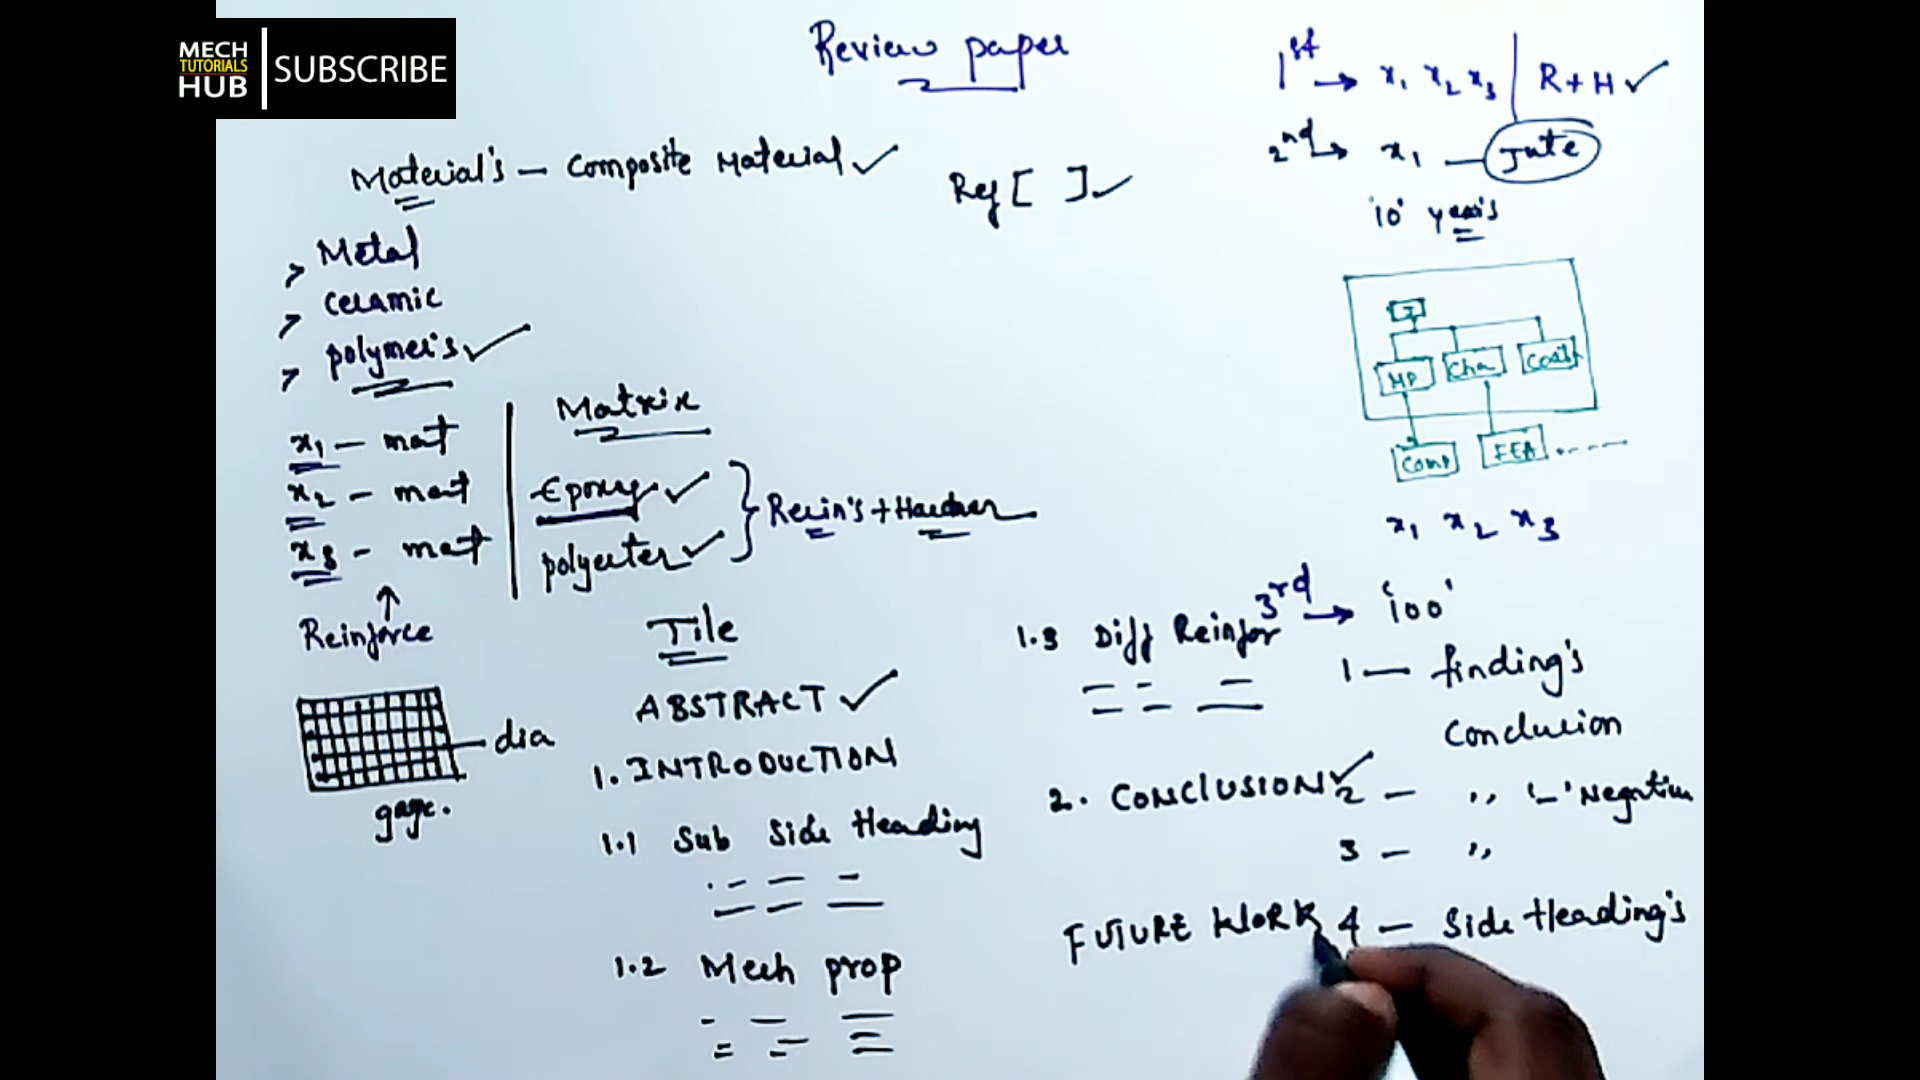 MECH
TUTORIALS
HUB
SUBSCRIBE
Review paper
Material's - Composite Material ✓
Ref [ ] ✓
> Metal
> Ceramic
> polymer's ✓
x1 - mat
x2 - mat
x3 - mat
Reinforce
dia
gage.
Matrix
Epoxy ✓
polyester ✓
Resin's + Hardner
Tile
ABSTRACT ✓
1. INTRODUCTION
1.1 Sub Side Heading
1.2 Mech prop
1.3 Diff Reinfor
2. CONCLUSION ✓
FUTURE WORK
1st → x1 x2 x3 | R + H ✓
2nd → x1 - Jute
'10' years
J
MP Cha Cost
Comp FEA
x1 x2 x3
3rd → '100'
1 - finding's
Conclusion
2 - ,, '-' Negative
3 - ,,
4 - Side Heading's